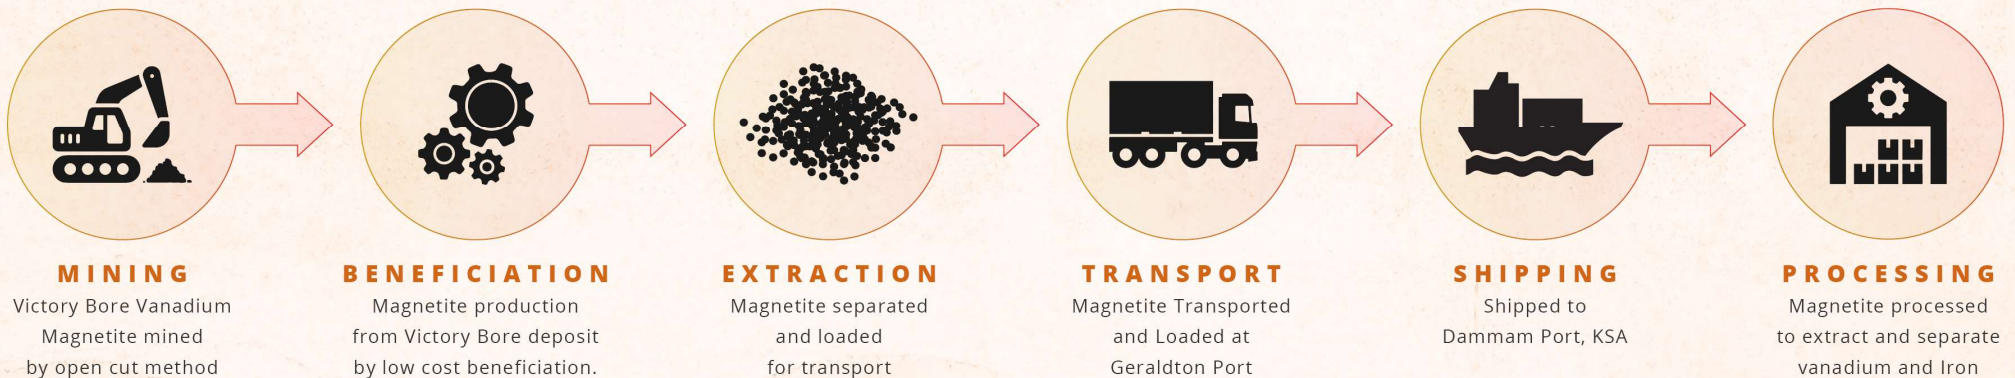 MINING
Victory Bore Vanadium
Magnetite mined
by open cut method
BENEFICIATION
Magnetite production
from Victory Bore deposit
by low cost beneficiation.
EXTRACTION
Magnetite separated
and loaded
for transport
TRANSPORT
Magnetite Transported
and Loaded at
Geraldton Port
SHIPPING
Shipped to
Dammam Port, KSA
PROCESSING
Magnetite processed
to extract and separate
vanadium and Iron